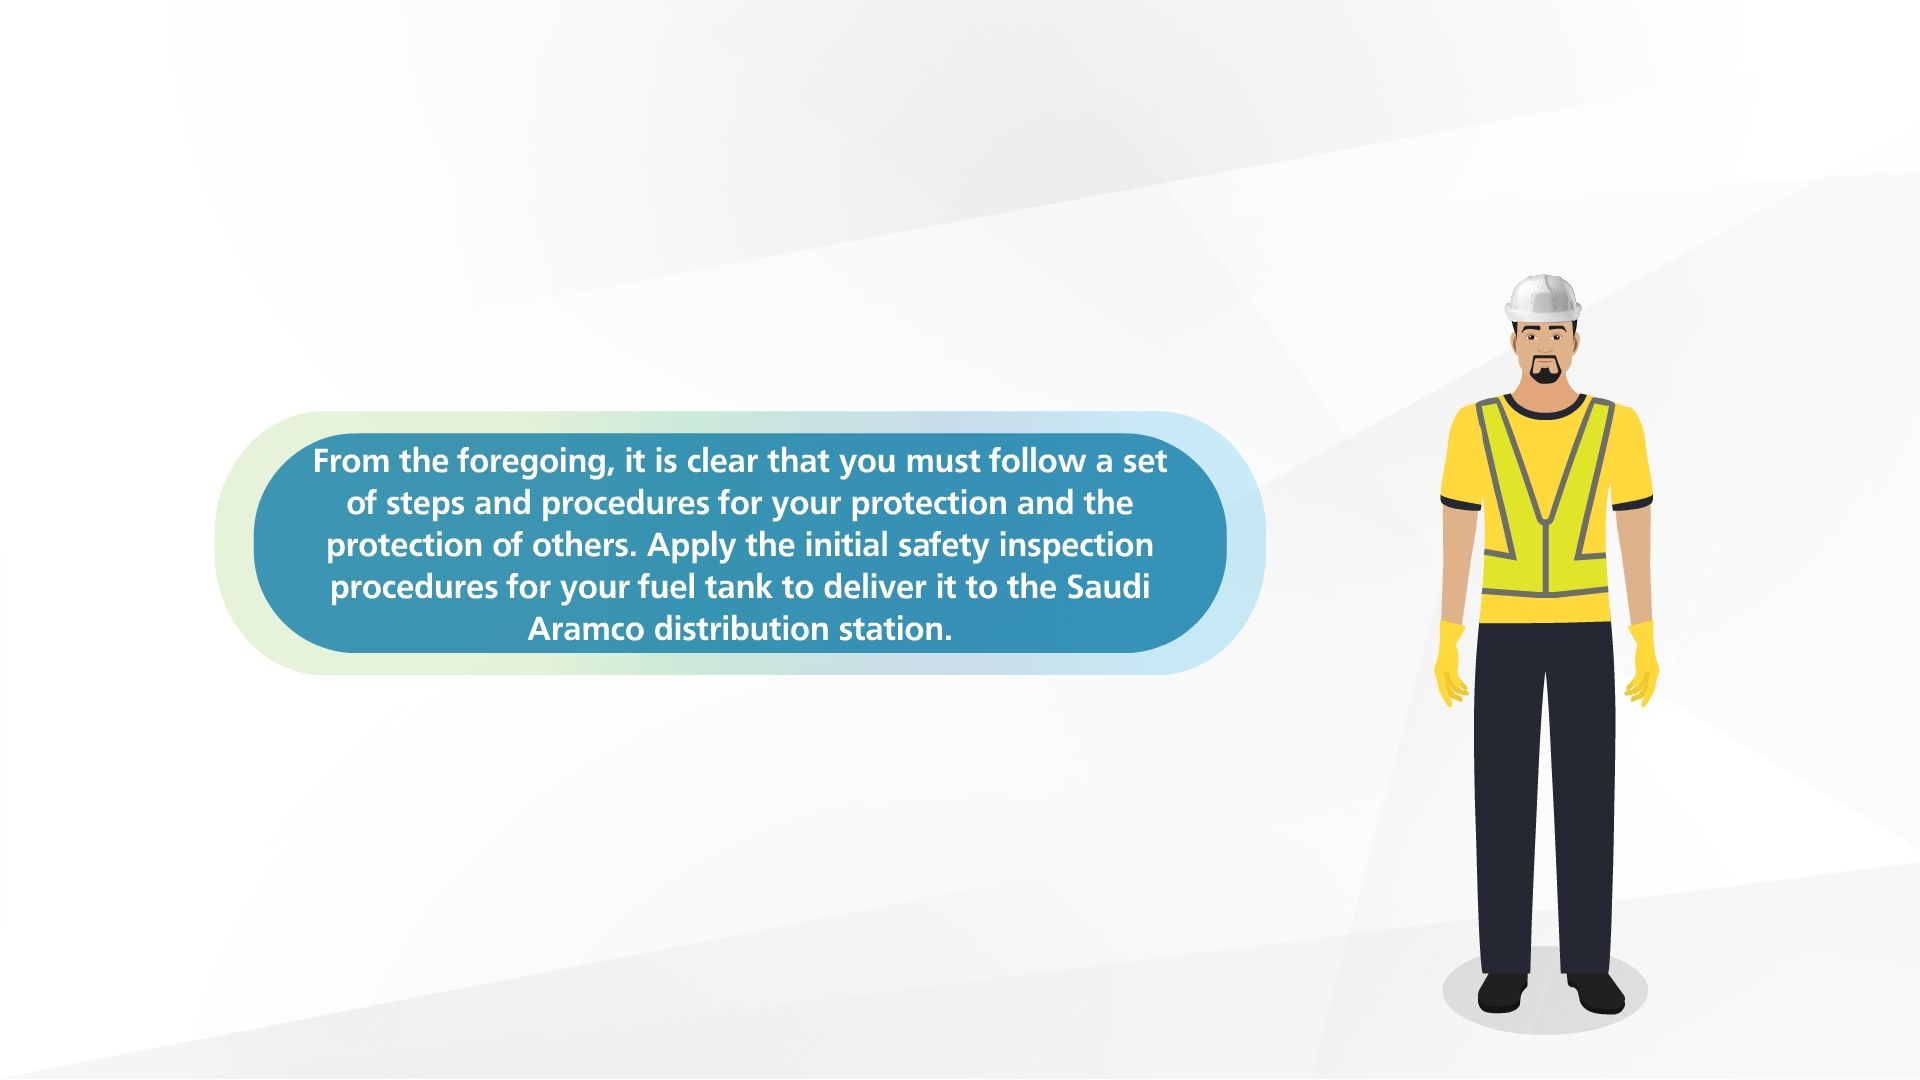 From the foregoing, it is clear that you must follow a set
of steps and procedures for your protection and the
protection of others. Apply the initial safety inspection
procedures for your fuel tank to deliver it to the Saudi
Aramco distribution station.